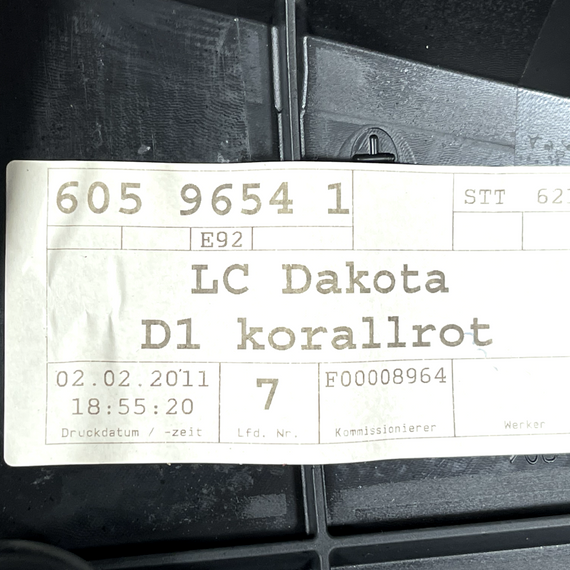 605 9654 1
STT 62
E92
LC Dakota
D1 korallrot
02.02.2011
18:55:20
Druckdatum / -zeit
7
Lfd. Nr.
F00008964
Kommissionierer
Werker